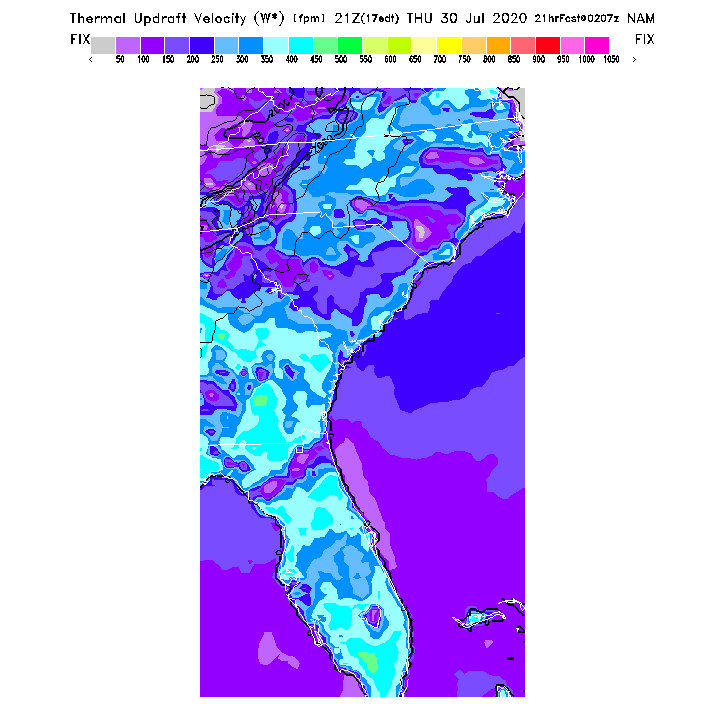 Thermal Updraft Velocity (W*) [fpm] 21Z(17edt) THU 30 Jul 2020 21hrFcst@0207z NAM
FIX FIX
< 50 100 150 200 250 300 350 400 450 500 550 600 650 700 750 800 850 900 950 1000 1050 >